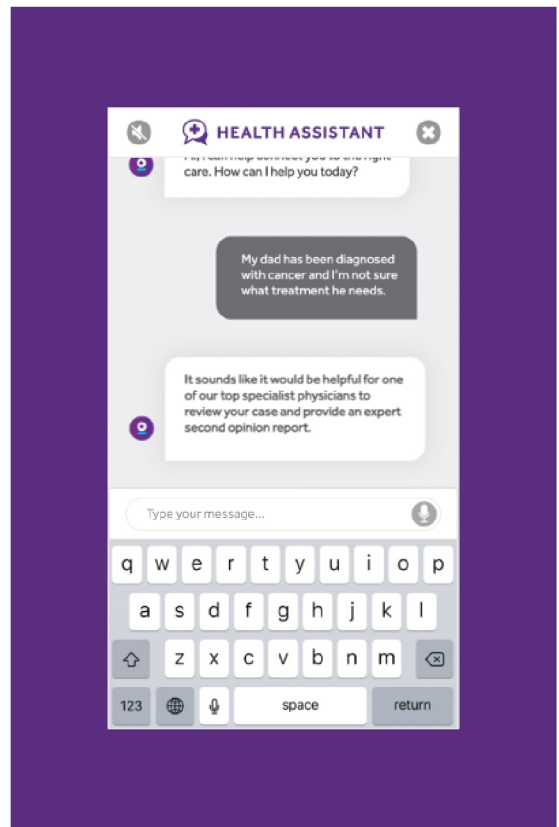 HEALTH ASSISTANT
care. How can I help you today?
My dad has been diagnosed
with cancer and I'm not sure
what treatment he needs.
It sounds like it would be helpful for one
of our top specialist physicians to
review your case and provide an expert
second opinion report.
Type your message...
q w e r t y u i o p
a s d f g h j k l
z x c v b n m
123 space return